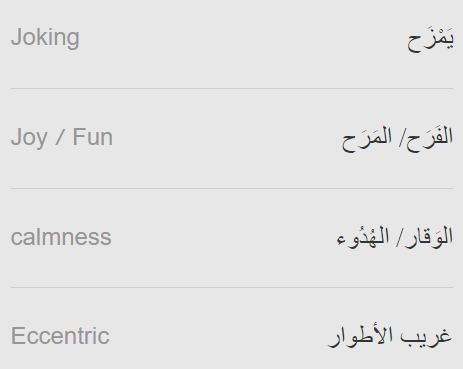 Joking يَمْزَح
Joy / Fun الفَرَح/ المَرَح
calmness الوَقار/ الهُدُوء
Eccentric غريب الأطوار